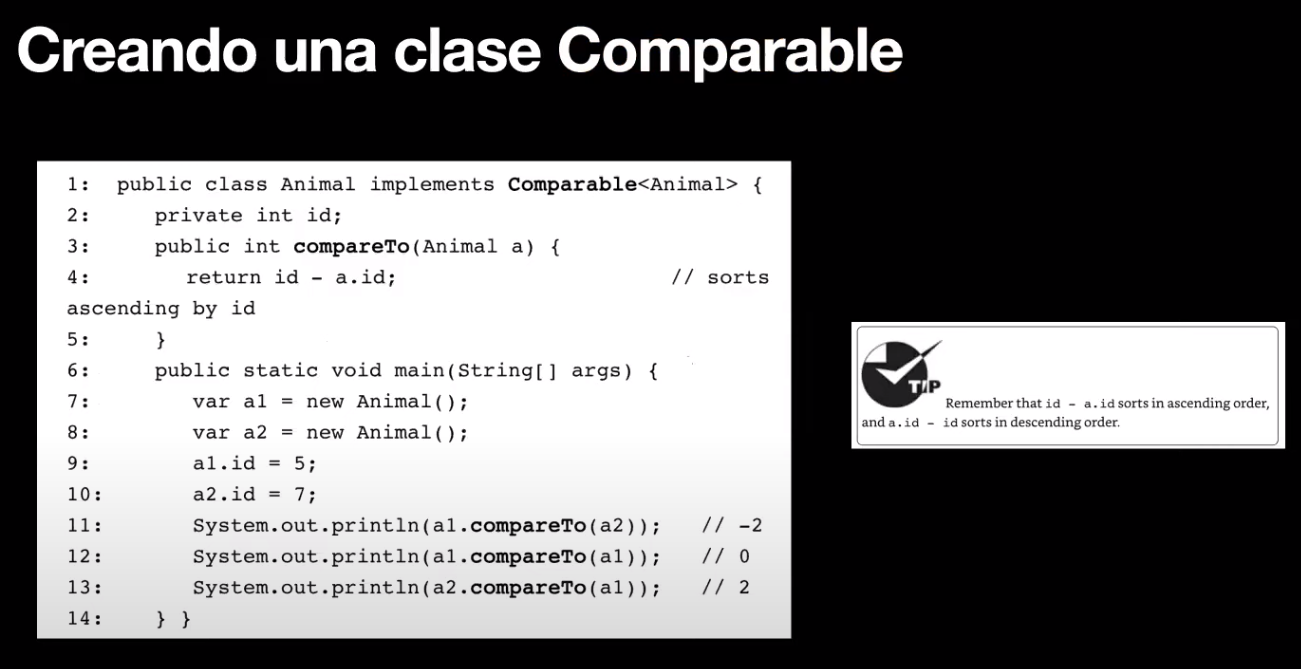 Creando una clase Comparable
1: public class Animal implements Comparable<Animal> {
2: private int id;
3: public int compareTo(Animal a) {
4: return id - a.id; // sorts
ascending by id
5: }
6: public static void main(String[] args) {
7: var a1 = new Animal();
8: var a2 = new Animal();
9: a1.id = 5;
10: a2.id = 7;
11: System.out.println(a1.compareTo(a2)); // -2
12: System.out.println(a1.compareTo(a1)); // 0
13: System.out.println(a2.compareTo(a1)); // 2
14: } }
TIP
Remember that id - a.id sorts in ascending order,
and a.id - id sorts in descending order.